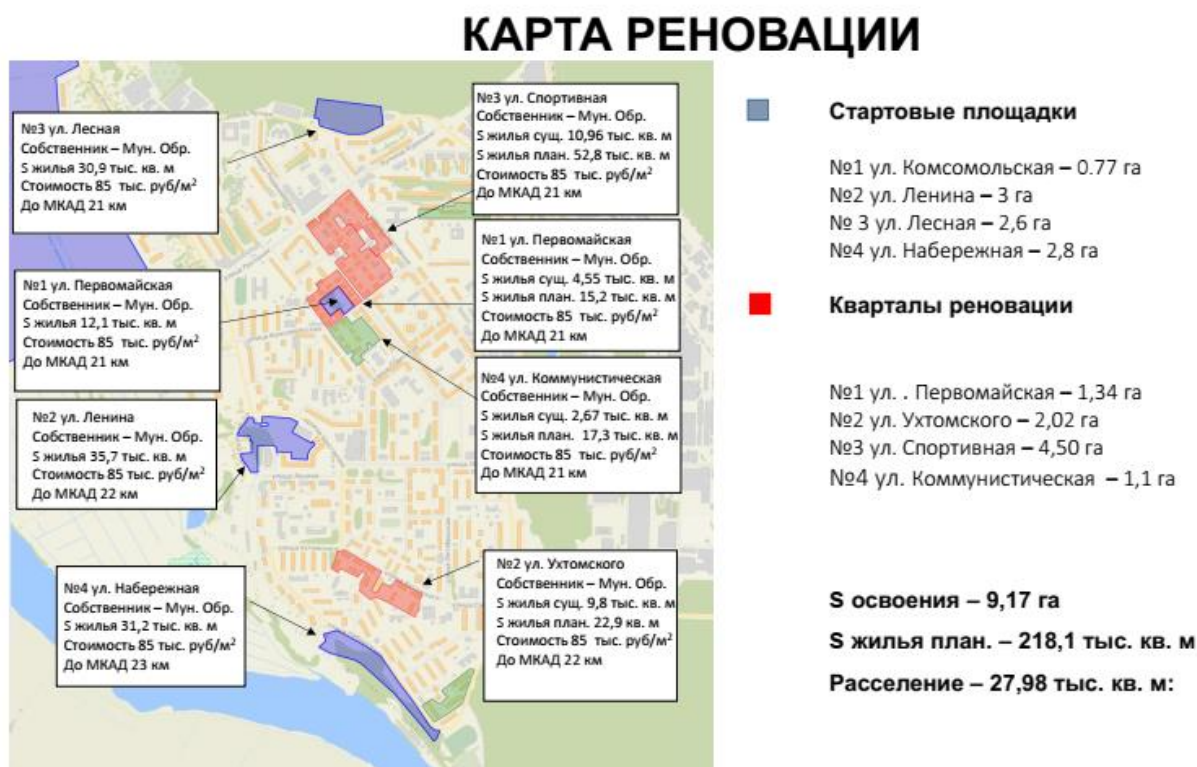 КАРТА РЕНОВАЦИИ
№3 ул. Лесная
Собственник – Мун. Обр.
S жилья 30,9 тыс. кв. м
Стоимость 85 тыс. руб/м²
До МКАД 21 км
№1 ул. Первомайская
Собственник – Мун. Обр.
S жилья 12,1 тыс. кв. м
Стоимость 85 тыс. руб/м²
До МКАД 21 км
№2 ул. Ленина
Собственник – Мун. Обр.
S жилья 35,7 тыс. кв. м
Стоимость 85 тыс. руб/м²
До МКАД 22 км
№4 ул. Набережная
Собственник – Мун. Обр.
S жилья 31,2 тыс. кв. м
Стоимость 85 тыс. руб/м²
До МКАД 23 км
№3 ул. Спортивная
Собственник – Мун. Обр.
S жилья сущ. 10,96 тыс. кв. м
S жилья план. 52,8 тыс. кв. м
Стоимость 85 тыс. руб/м²
До МКАД 21 км
№1 ул. Первомайская
Собственник – Мун. Обр.
S жилья сущ. 4,55 тыс. кв. м
S жилья план. 15,2 тыс. кв. м
Стоимость 85 тыс. руб/м²
До МКАД 21 км
№4 ул. Коммунистическая
Собственник – Мун. Обр.
S жилья сущ. 2,67 тыс. кв. м
S жилья план. 17,3 тыс. кв. м
Стоимость 85 тыс. руб/м²
До МКАД 21 км
№2 ул. Ухтомского
Собственник – Мун. Обр.
S жилья сущ. 9,8 тыс. кв. м
S жилья план. 22,9 кв. м
Стоимость 85 тыс. руб/м²
До МКАД 22 км
Стартовые площадки
№1 ул. Комсомольская – 0.77 га
№2 ул. Ленина – 3 га
№ 3 ул. Лесная – 2,6 га
№4 ул. Набережная – 2,8 га
Кварталы реновации
№1 ул. . Первомайская – 1,34 га
№2 ул. Ухтомского – 2,02 га
№3 ул. Спортивная – 4,50 га
№4 ул. Коммунистическая – 1,1 га
S освоения – 9,17 га
S жилья план. – 218,1 тыс. кв. м
Расселение – 27,98 тыс. кв. м: